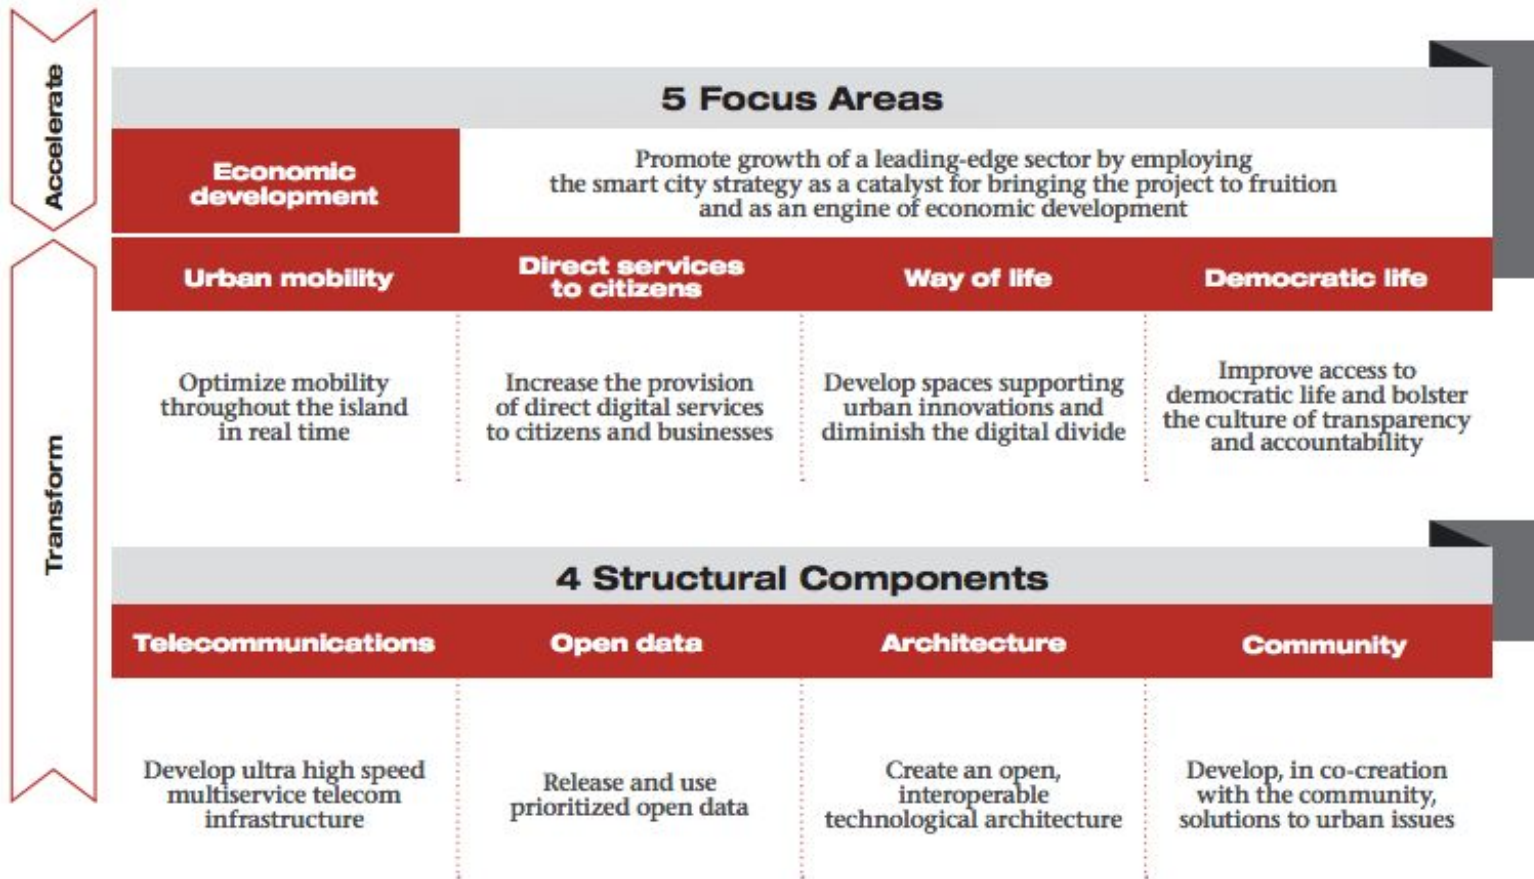 Accelerate
5 Focus Areas
Economic
development
Promote growth of a leading-edge sector by employing
the smart city strategy as a catalyst for bringing the project to fruition
and as an engine of economic development
Transform
Urban mobility
Optimize mobility
throughout the island
in real time
Direct services
to citizens
Increase the provision
of direct digital services
to citizens and businesses
Way of life
Develop spaces supporting
urban innovations and
diminish the digital divide
Democratic life
Improve access to
democratic life and bolster
the culture of transparency
and accountability
4 Structural Components
Telecommunications
Develop ultra high speed
multiservice telecom
infrastructure
Open data
Release and use
prioritized open data
Architecture
Create an open,
interoperable
technological architecture
Community
Develop, in co-creation
with the community,
solutions to urban issues